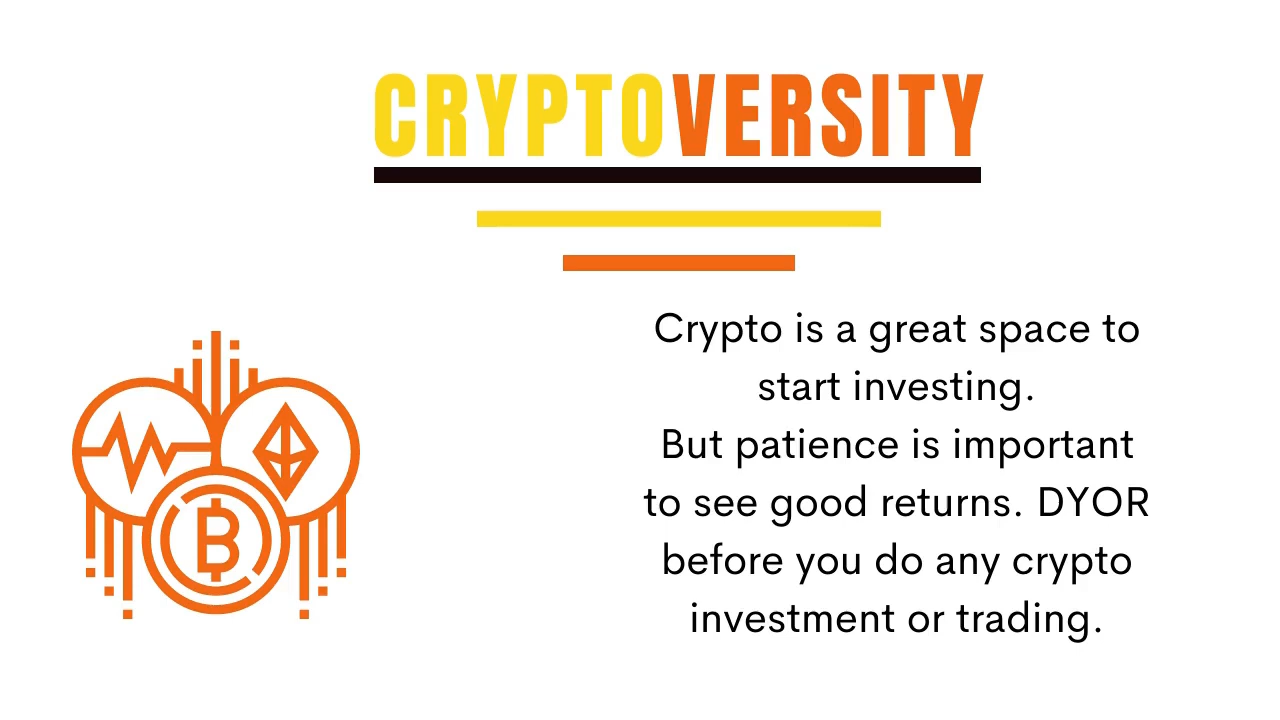 CRYPTOVERSITY
Crypto is a great space to
start investing.
But patience is important
to see good returns. DYOR
before you do any crypto
investment or trading.